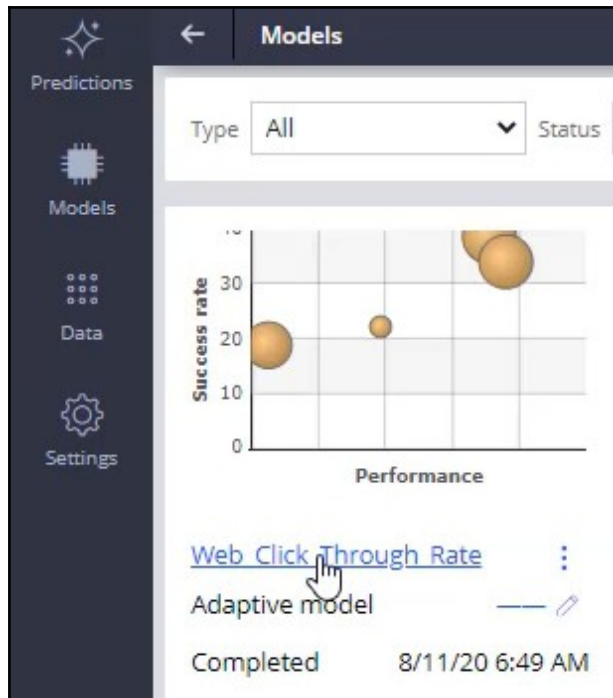 Models
Predictions
Type All Status
Models
30
Success rate
20
Data
10
0
Settings
Performance
Web Click Through Rate
Adaptive model
Completed 8/11/20 6:49 AM